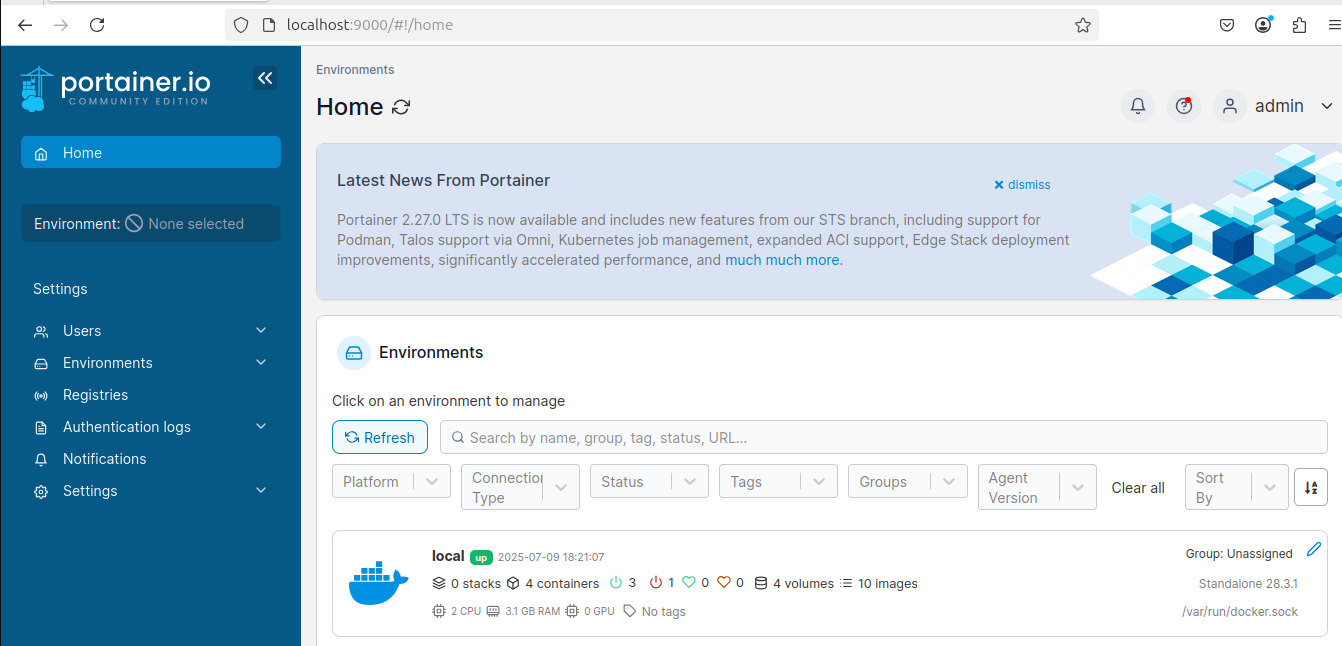 localhost:9000/#!/home
portainer.io
COMMUNITY EDITION
Home
Environment: None selected
Settings
Users
Environments
Registries
Authentication logs
Notifications
Settings
Environments
Home
admin
Latest News From Portainer
dismiss
Portainer 2.27.0 LTS is now available and includes new features from our STS branch, including support for
Podman, Talos support via Omni, Kubernetes job management, expanded ACI support, Edge Stack deployment
improvements, significantly accelerated performance, and much much more.
Environments
Click on an environment to manage
Refresh
Search by name, group, tag, status, URL...
Platform
Connection
Type
Status
Tags
Groups
Agent
Version
Clear all
Sort
By
local up 2025-07-09 18:21:07
Group: Unassigned
0 stacks 4 containers 3 1 0 0 4 volumes 10 images
Standalone 28.3.1
2 CPU 3.1 GB RAM 0 GPU No tags
/var/run/docker.sock